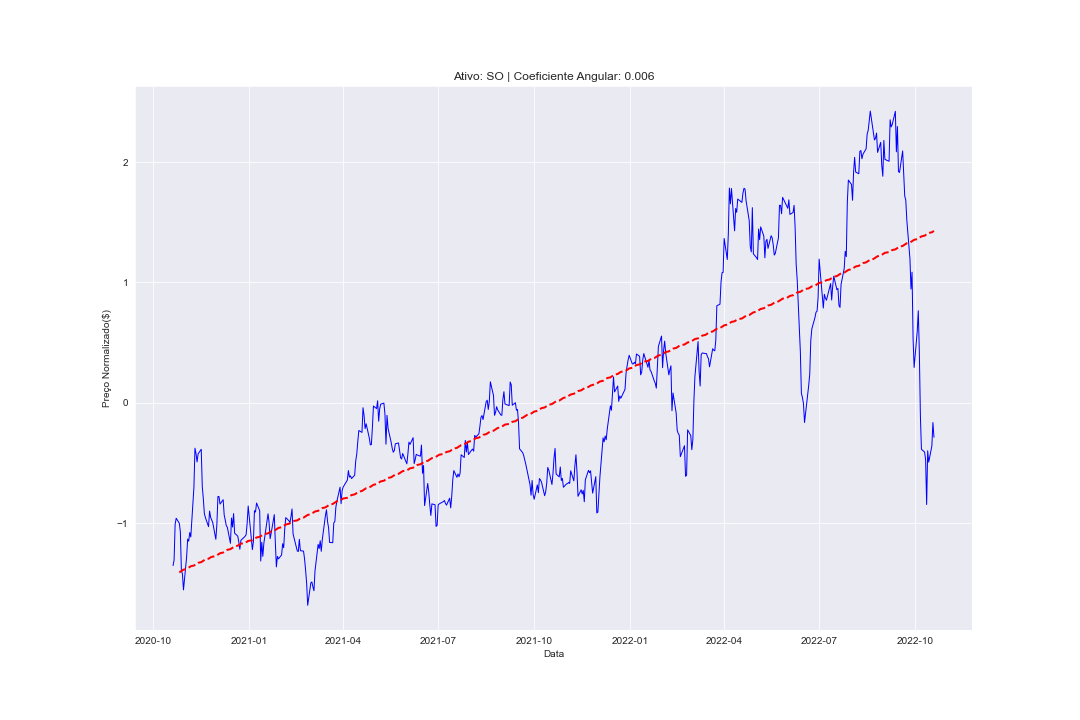 Ativo: SO | Coeficiente Angular: 0.006
Preço Normalizado($)
2
1
0
−1
2020-10 2021-01 2021-04 2021-07 2021-10 2022-01 2022-04 2022-07 2022-10
Data